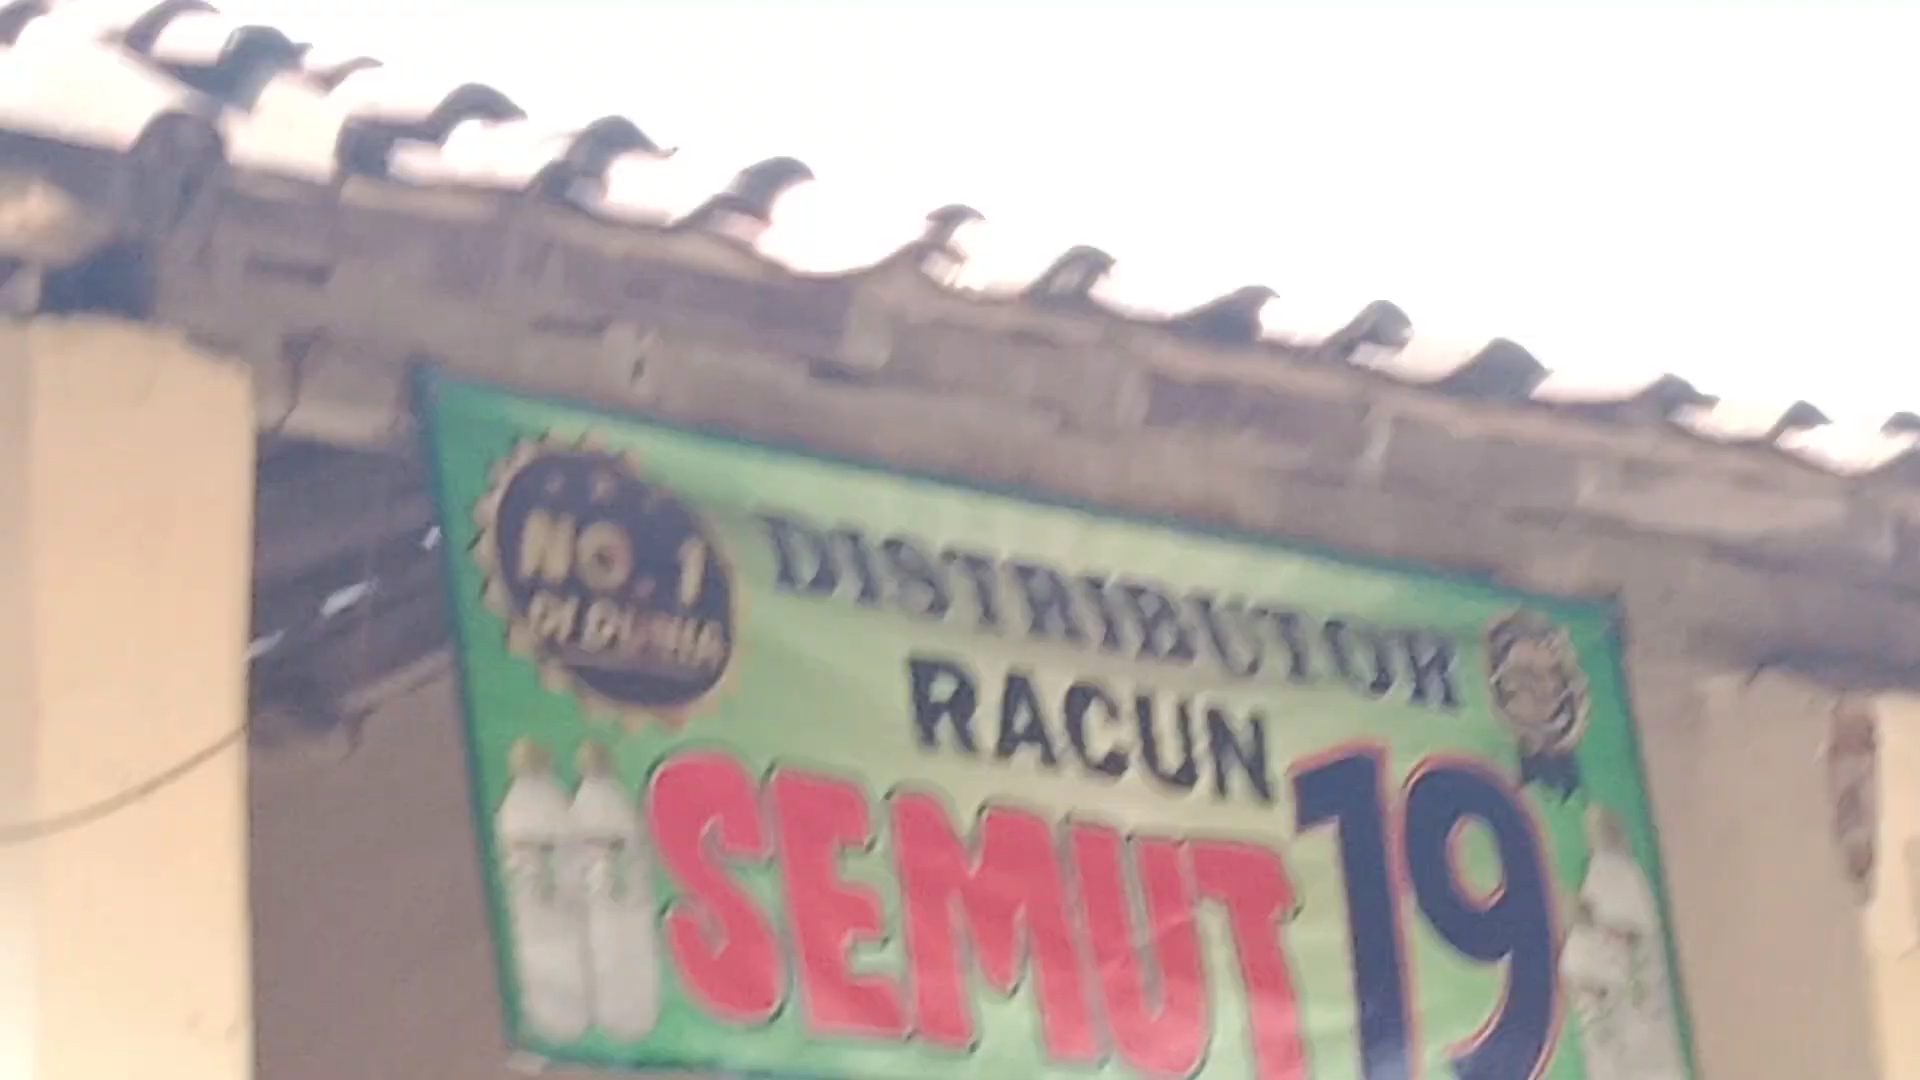 NO. 1
DI DUNIA
DISTRIBUTOR
RACUN
SEMUT 19